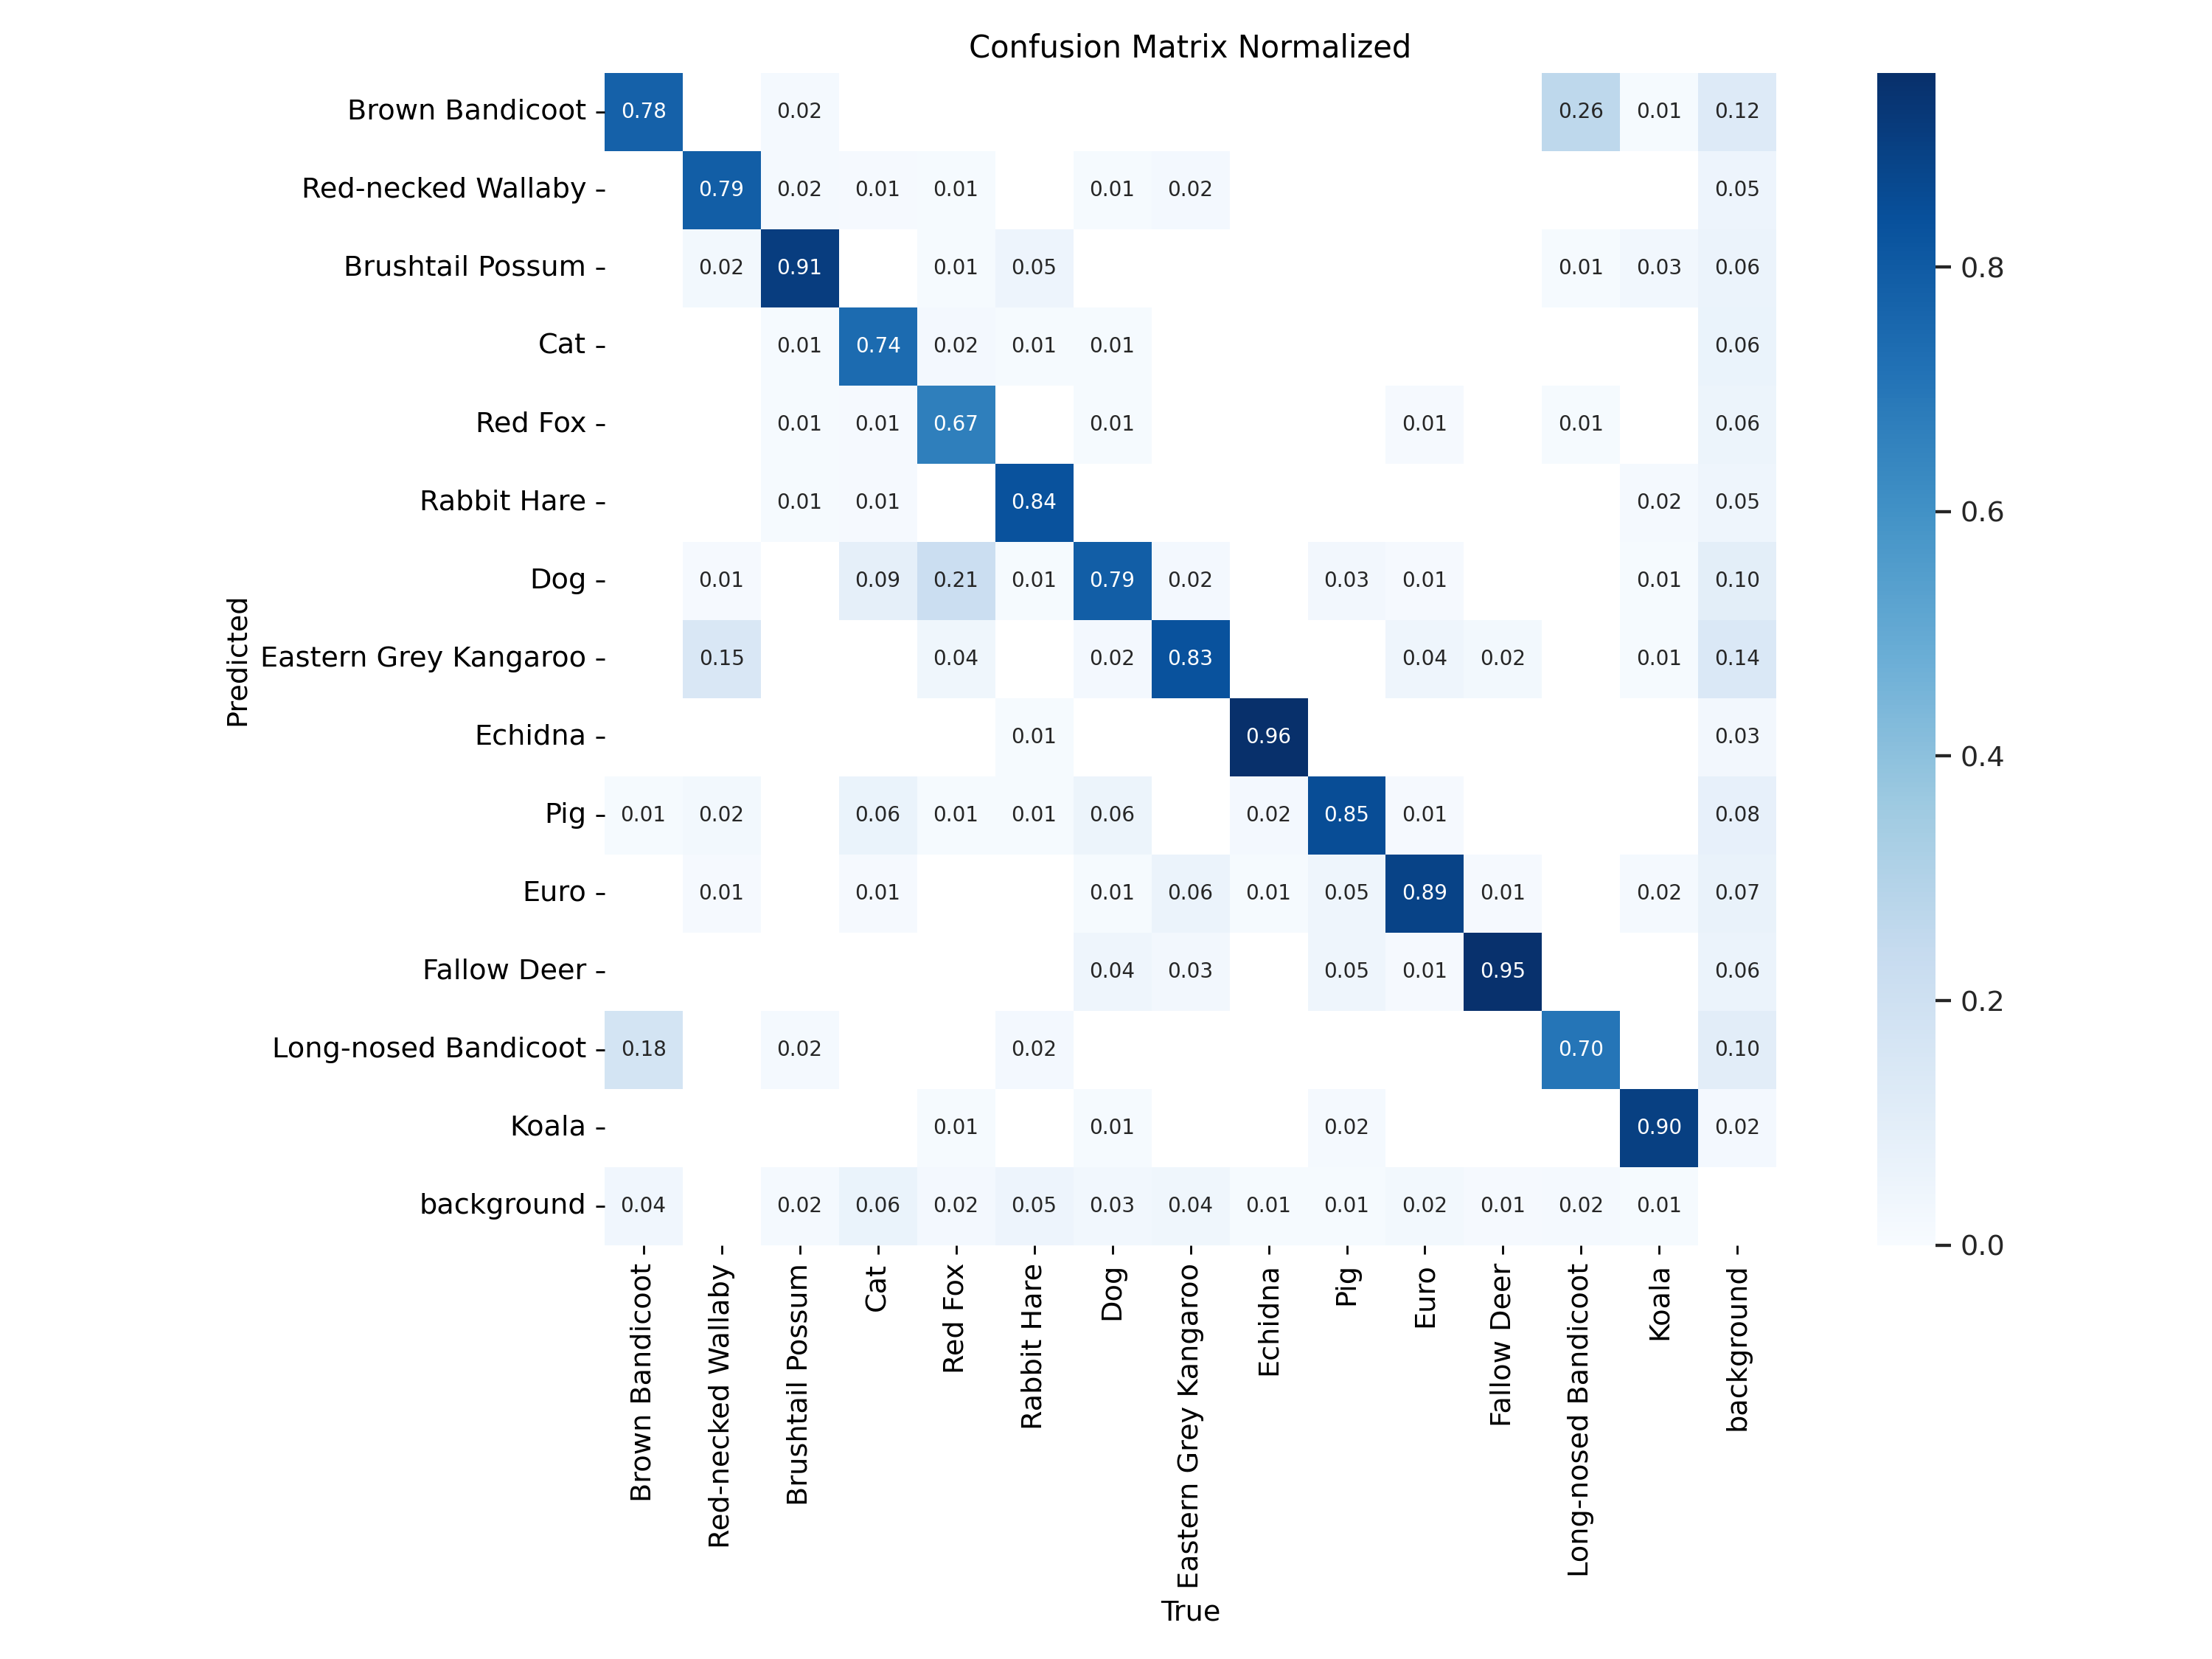 Confusion Matrix Normalized
Brown Bandicoot 0.78 0.02 0.26 0.01 0.12
Red-necked Wallaby 0.79 0.02 0.01 0.01 0.01 0.02 0.05
Brushtail Possum 0.02 0.91 0.01 0.05 0.01 0.03 0.06
Cat 0.01 0.74 0.02 0.01 0.01 0.06
Red Fox 0.01 0.01 0.67 0.01 0.01 0.01 0.06
Rabbit Hare 0.01 0.01 0.84 0.02 0.05
Dog 0.01 0.09 0.21 0.01 0.79 0.02 0.03 0.01 0.01 0.10
Eastern Grey Kangaroo 0.15 0.04 0.02 0.83 0.04 0.02 0.01 0.14
Echidna 0.01 0.96 0.03
Pig 0.01 0.02 0.06 0.01 0.01 0.06 0.02 0.85 0.01 0.08
Euro 0.01 0.01 0.01 0.06 0.01 0.05 0.89 0.01 0.02 0.07
Fallow Deer 0.04 0.03 0.05 0.01 0.95 0.06
Long-nosed Bandicoot 0.18 0.02 0.02 0.70 0.10
Koala 0.01 0.01 0.02 0.90 0.02
background 0.04 0.02 0.06 0.02 0.05 0.03 0.04 0.01 0.01 0.02 0.01 0.02 0.01
Predicted
Brown Bandicoot
Red-necked Wallaby
Brushtail Possum
Cat
Red Fox
Rabbit Hare
Dog
Eastern Grey Kangaroo
Echidna
Pig
Euro
Fallow Deer
Long-nosed Bandicoot
Koala
background
True
0.8
0.6
0.4
0.2
0.0